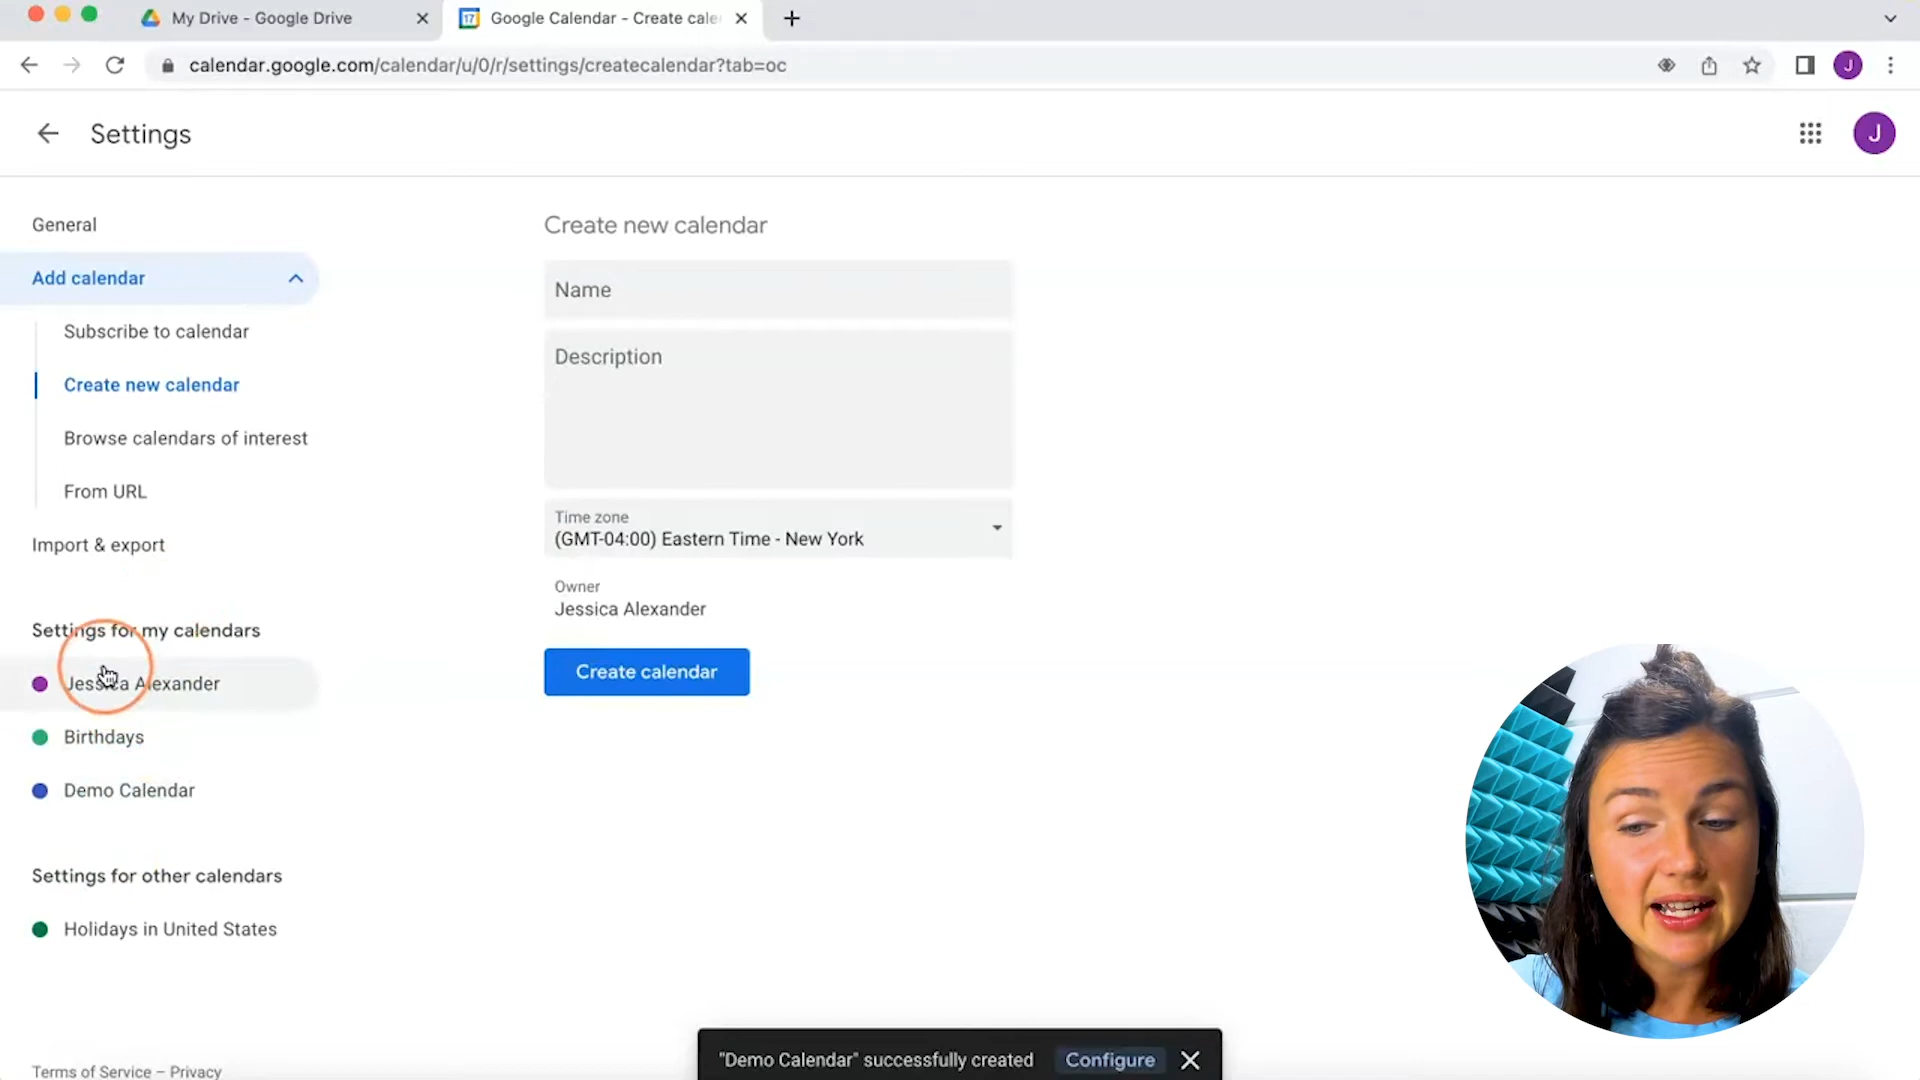 My Drive - Google Drive
17
Google Calendar - Create cale
calendar.google.com/calendar/u/0/r/settings/createcalendar?tab=oc
J
Settings
J
General
Add calendar
Subscribe to calendar
Create new calendar
Browse calendars of interest
From URL
Import & export
Settings for my calendars
Jessica Alexander
Birthdays
Demo Calendar
Settings for other calendars
Holidays in United States
Terms of Service – Privacy
Create new calendar
Name
Description
Time zone
(GMT-04:00) Eastern Time - New York
Owner
Jessica Alexander
Create calendar
"Demo Calendar" successfully created Configure